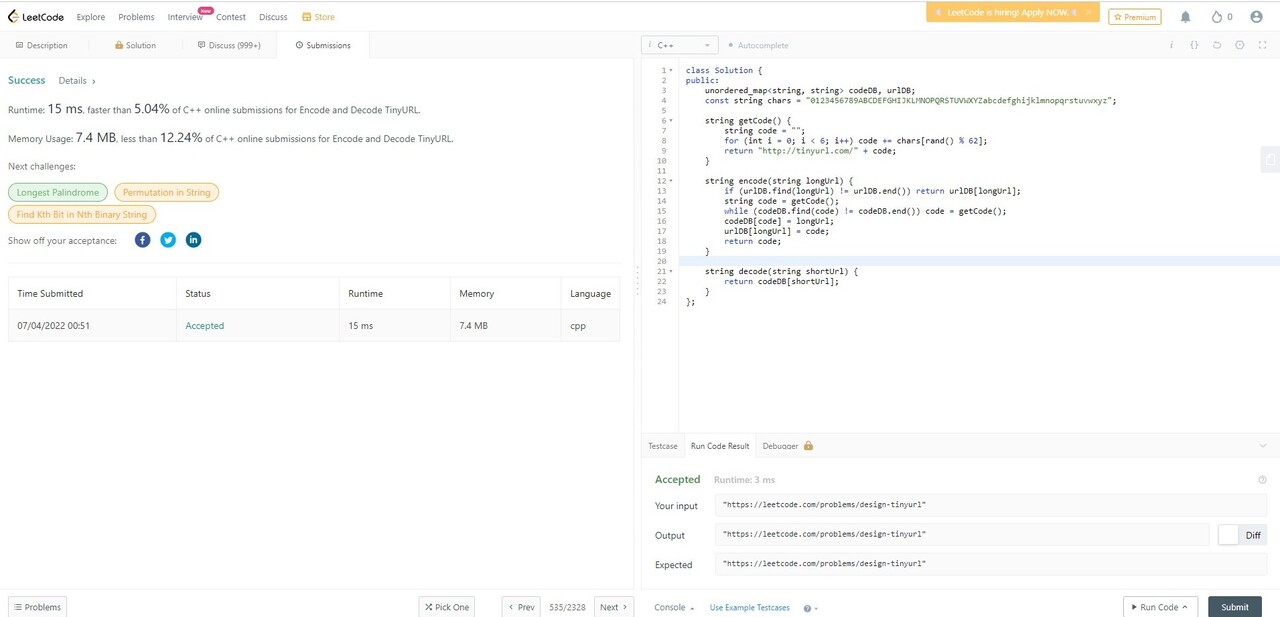 LeetCode Explore Problems Interview New Contest Discuss Store LeetCode is hiring! Apply NOW. × Premium 0
Description Solution Discuss (999+) Submissions
Success Details ›
Runtime: 15 ms, faster than 5.04% of C++ online submissions for Encode and Decode TinyURL.
Memory Usage: 7.4 MB, less than 12.24% of C++ online submissions for Encode and Decode TinyURL.
Next challenges:
Longest Palindrome Permutation in String
Find Kth Bit in Nth Binary String
Show off your acceptance:
Time Submitted Status Runtime Memory Language
07/04/2022 00:51 Accepted 15 ms 7.4 MB cpp
Problems Pick One ‹ Prev 535/2328 Next ›
i C++ Autocomplete i {}
1 class Solution {
2 public:
3 unordered_map<string, string> codeDB, urlDB;
4 const string chars = "0123456789ABCDEFGHIJKLMNOPQRSTUVWXYZabcdefghijklmnopqrstuvwxyz";
5
6 string getCode() {
7 string code = "";
8 for (int i = 0; i < 6; i++) code += chars[rand() % 62];
9 return "http://tinyurl.com/" + code;
10 }
11
12 string encode(string longUrl) {
13 if (urlDB.find(longUrl) != urlDB.end()) return urlDB[longUrl];
14 string code = getCode();
15 while (codeDB.find(code) != codeDB.end()) code = getCode();
16 codeDB[code] = longUrl;
17 urlDB[longUrl] = code;
18 return code;
19 }
20
21 string decode(string shortUrl) {
22 return codeDB[shortUrl];
23 }
24 };
Testcase Run Code Result Debugger
Accepted Runtime: 3 ms
Your input "https://leetcode.com/problems/design-tinyurl"
Output "https://leetcode.com/problems/design-tinyurl" Diff
Expected "https://leetcode.com/problems/design-tinyurl"
Console Use Example Testcases Run Code Submit